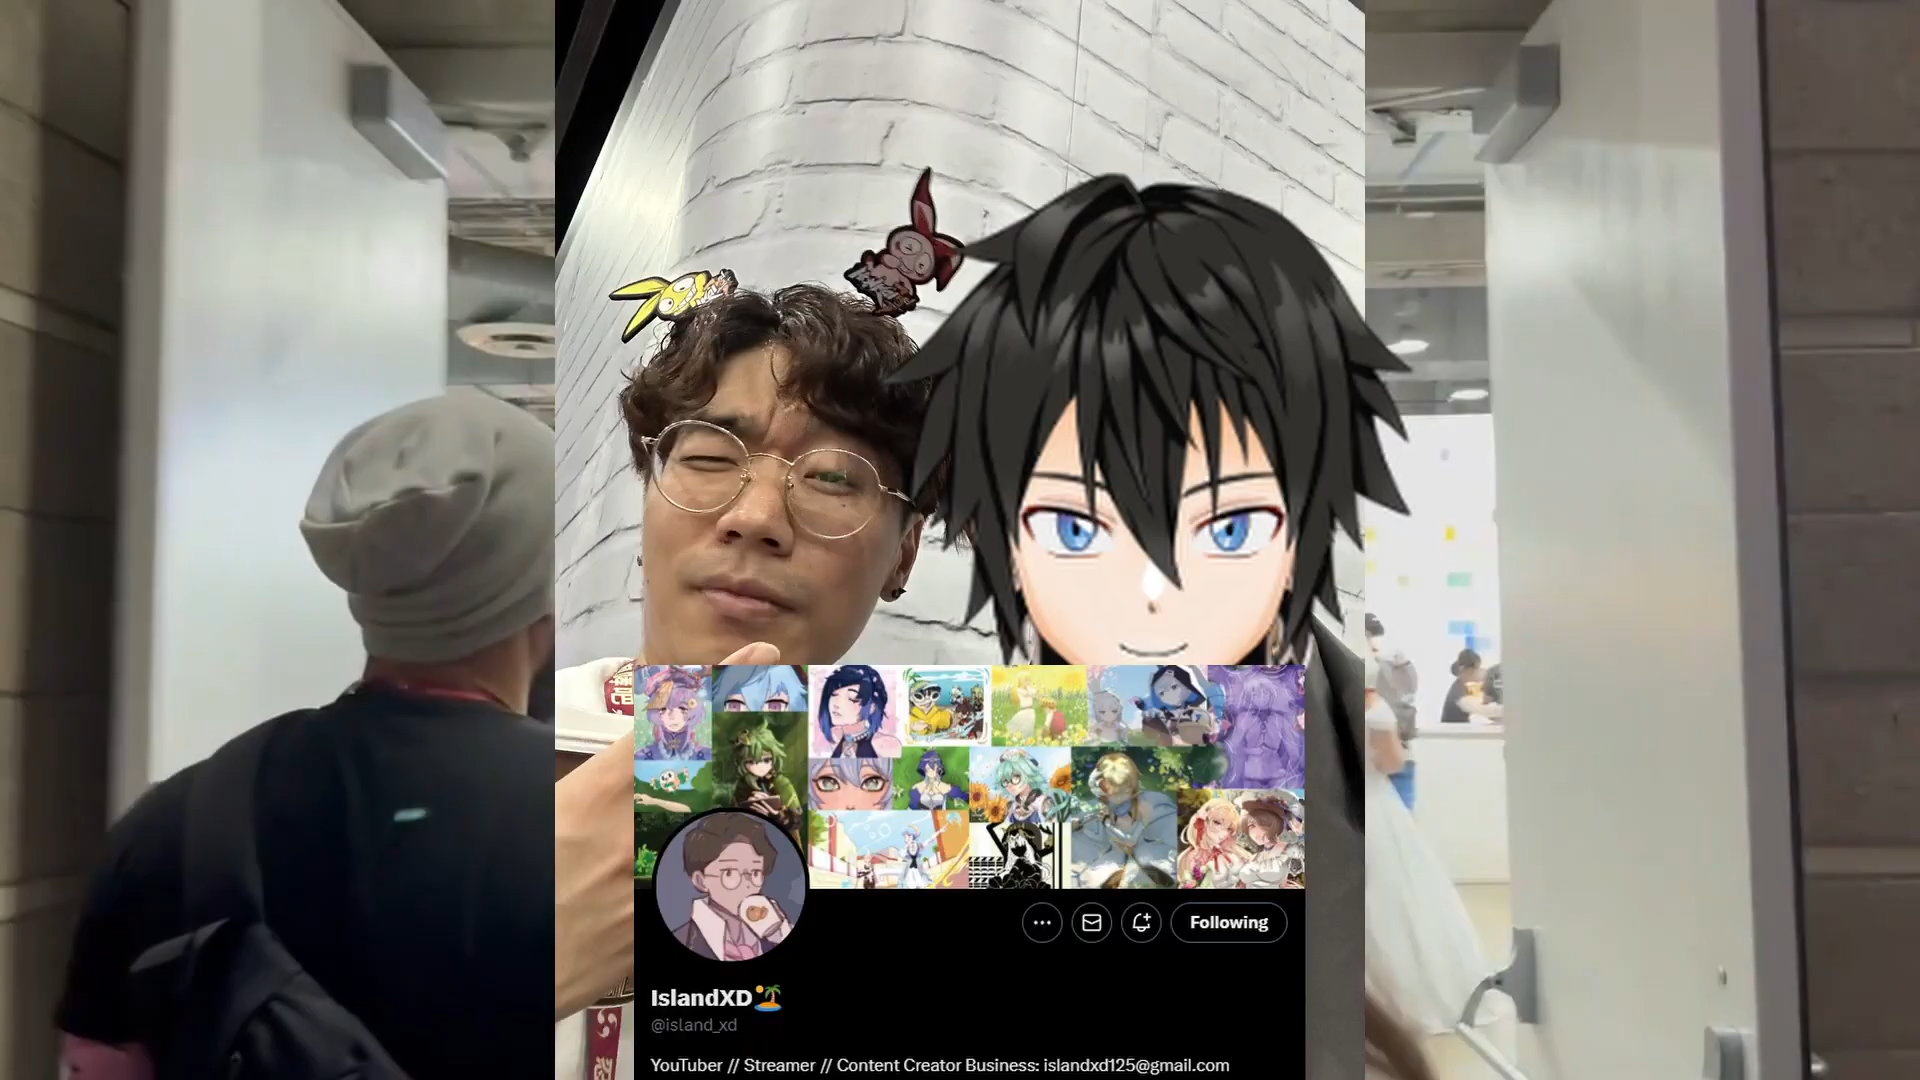 Following
IslandXD
@island_xd
YouTuber // Streamer // Content Creator Business: islandxd125@gmail.com